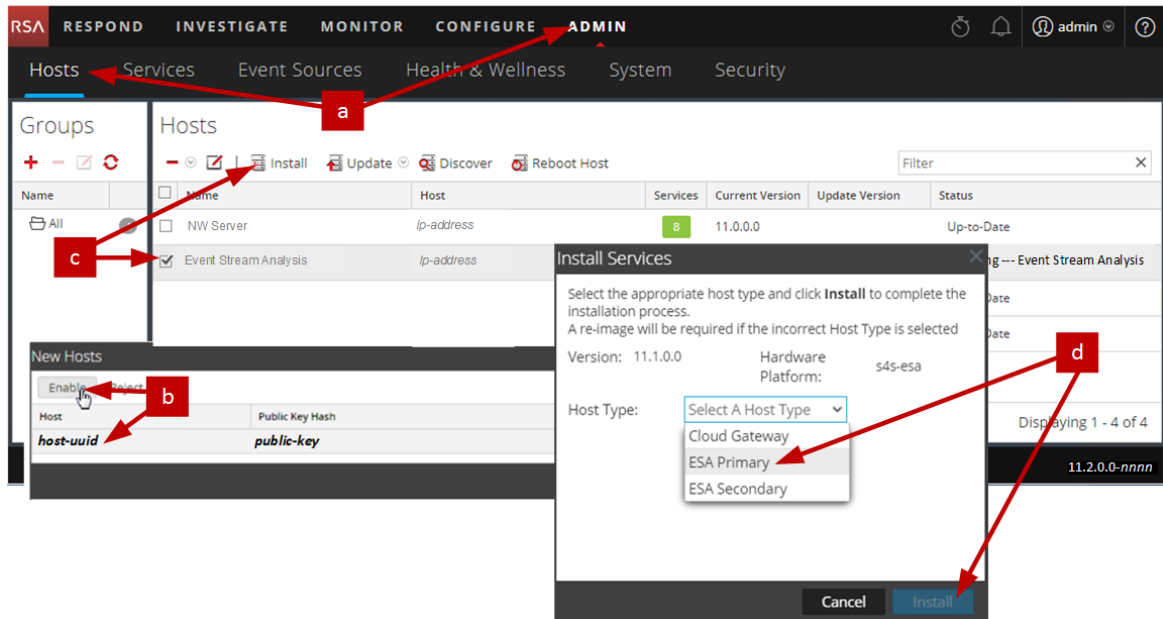 RSA RESPOND INVESTIGATE MONITOR CONFIGURE ADMIN admin ?
Hosts Services Event Sources Health & Wellness System Security
a
Groups
Hosts
Install Update Discover Reboot Host
Filter
Name
Name Host Services Current Version Update Version Status
All
NW Server Ip-address 8 11.0.0.0 Up-to-Date
c
Event Stream Analysis Ip-address
ng --- Event Stream Analysis
Date
Date
Displaying 1 - 4 of 4
11.2.0.0-nnnn
New Hosts
Enable Reject
b
Host Public Key Hash
host-uuid public-key
Install Services
Select the appropriate host type and click Install to complete the
installation process.
A re-image will be required if the incorrect Host Type is selected
Version: 11.1.0.0 Hardware
Platform: s4s-esa
d
Host Type: Select A Host Type
Cloud Gateway
ESA Primary
ESA Secondary
Cancel Install